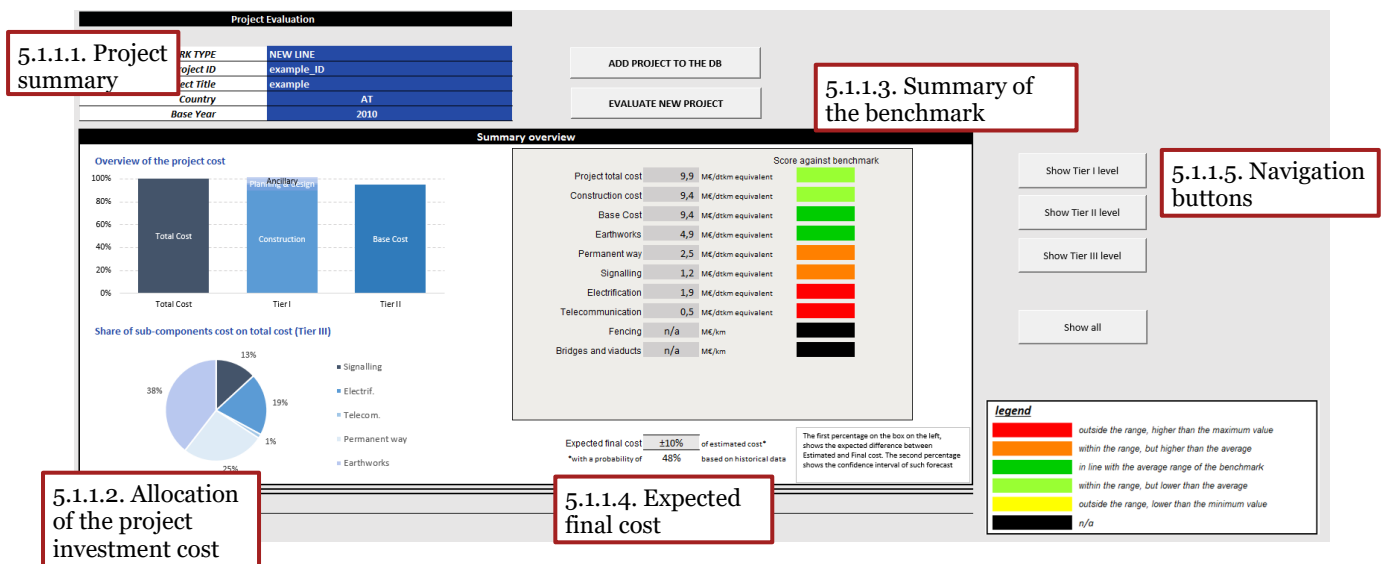 Project Evaluation
5.1.1.1. Project
summary
RK TYPE
NEW LINE
roject ID
example_ID
ect Title
example
Country
AT
Base Year
2010
ADD PROJECT TO THE DB
EVALUATE NEW PROJECT
5.1.1.3. Summary of
the benchmark
Summary overview
Overview of the project cost
100%
80%
60%
40%
20%
0%
Total Cost
Ancillary
Planning & design
Construction
Base Cost
Total Cost
Tier I
Tier II
Share of sub-components cost on total cost (Tier III)
13%
19%
1%
25%
38%
Signalling
Electrif.
Telecom.
Permanent way
Earthworks
5.1.1.2. Allocation
of the project
investment cost
Score against benchmark
Project total cost 9,9 M€/dtkm equivalent
Construction cost 9,4 M€/dtkm equivalent
Base Cost 9,4 M€/dtkm equivalent
Earthworks 4,9 M€/dtkm equivalent
Permanent way 2,5 M€/dtkm equivalent
Signalling 1,2 M€/dtkm equivalent
Electrification 1,9 M€/dtkm equivalent
Telecommunication 0,5 M€/dtkm equivalent
Fencing n/a M€/km
Bridges and viaducts n/a M€/km
Expected final cost ±10% of estimated cost*
*with a probability of 48% based on historical data
The first percentage on the box on the left,
shows the expected difference between
Estimated and Final cost. The second percentage
shows the confidence interval of such forecast
5.1.1.4. Expected
final cost
Show Tier I level
Show Tier II level
Show Tier III level
Show all
5.1.1.5. Navigation
buttons
legend
outside the range, higher than the maximum value
within the range, but higher than the average
in line with the average range of the benchmark
within the range, but lower than the average
outside the range, lower than the minimum value
n/a